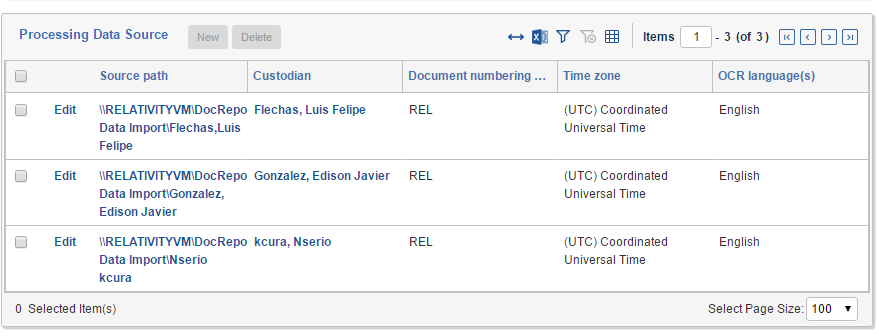 Processing Data Source New Delete Items 1 - 3 (of 3)
Source path Custodian Document numbering ... Time zone OCR language(s)
Edit \\RELATIVITYVM\DocRepo Flechas, Luis Felipe REL (UTC) Coordinated English
Data Import\Flechas,Luis Universal Time
Felipe
Edit \\RELATIVITYVM\DocRepo Gonzalez, Edison Javier REL (UTC) Coordinated English
Data Import\Gonzalez, Universal Time
Edison Javier
Edit \\RELATIVITYVM\DocRepo kcura, Nserio REL (UTC) Coordinated English
Data Import\Nserio Universal Time
kcura
0 Selected Item(s) Select Page Size: 100